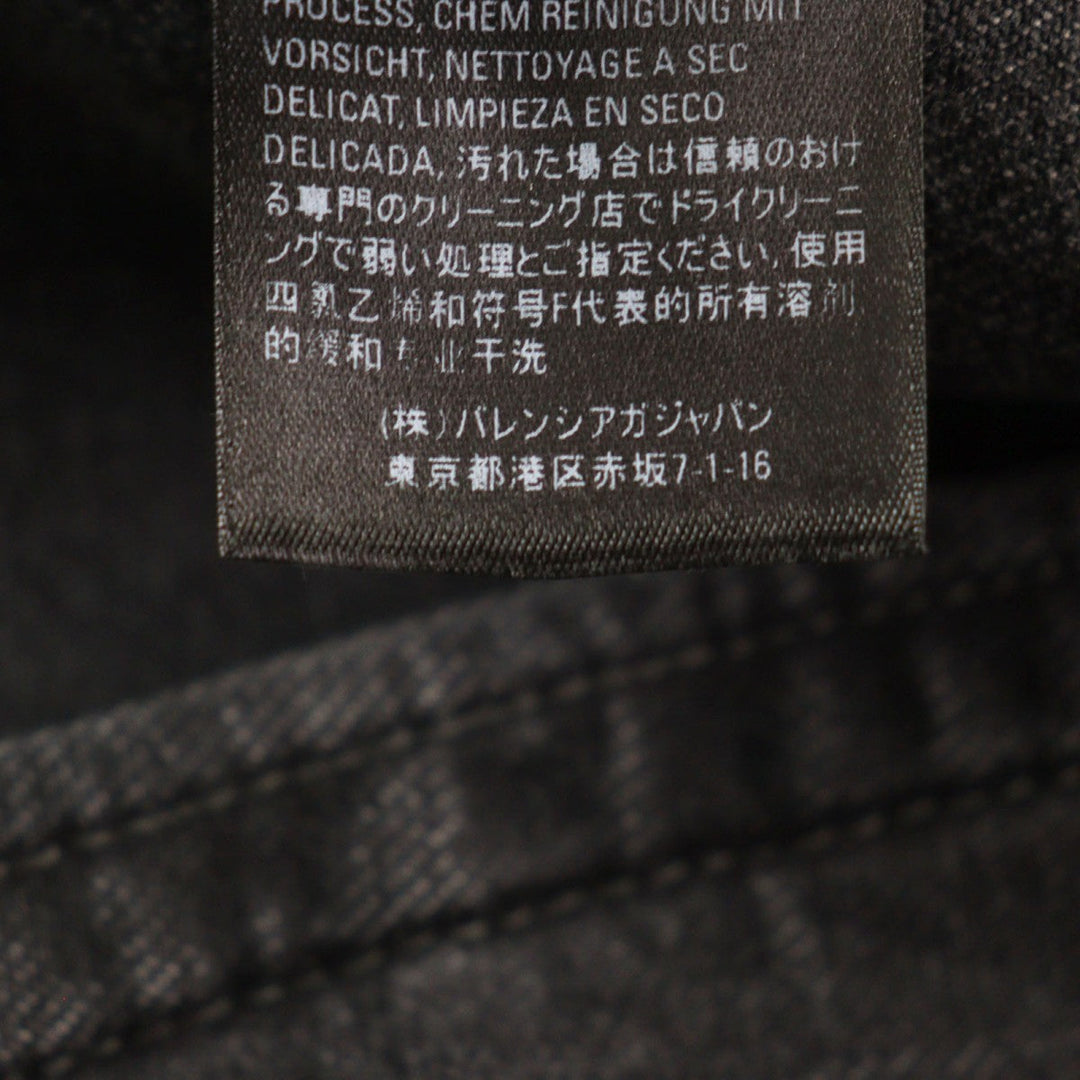 PROCESS, CHEM REINIGUNG MIT
VORSICHT, NETTOYAGE A SEC
DELICAT, LIMPIEZA EN SECO
DELICADA, 汚れた場合は信頼のおけ
る専門のクリーニング店でドライクリーニ
ングで弱い処理とご指定ください, 使用
四氯乙烯和符号F代表的所有溶剂
的缓和专业干洗
(株)バレンシアガジャパン
東京都港区赤坂7-1-16